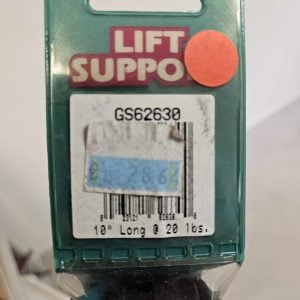 LIFT
SUPPO
GS62630
10" Long @ 20 lbs.